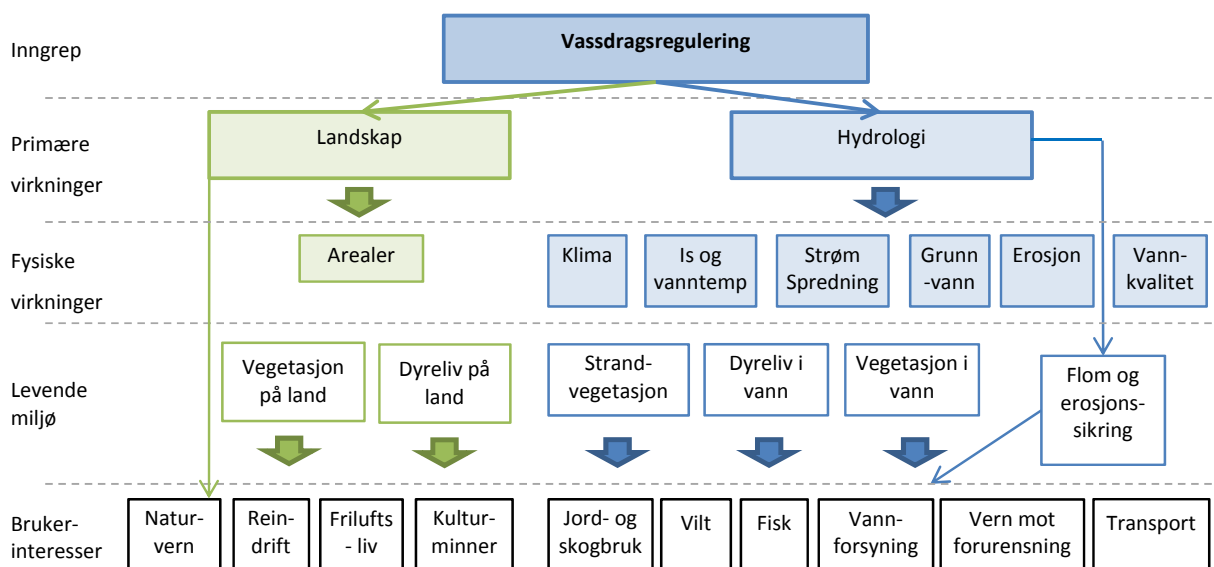 Inngrep
Vassdragsregulering
Primære
virkninger
Landskap
Hydrologi
Fysiske
virkninger
Arealer
Klima
Is og
vanntemp
Strøm
Spredning
Grunn
-vann
Erosjon
Vann-
kvalitet
Levende
miljø
Vegetasjon
på land
Dyreliv på
land
Strand-
vegetasjon
Dyreliv i
vann
Vegetasjon i
vann
Flom og
erosjons-
sikring
Bruker-
interesser
Natur-
vern
Rein-
drift
Frilufts
- liv
Kultur-
minner
Jord- og
skogbruk
Vilt
Fisk
Vann-
forsyning
Vern mot
forurensning
Transport